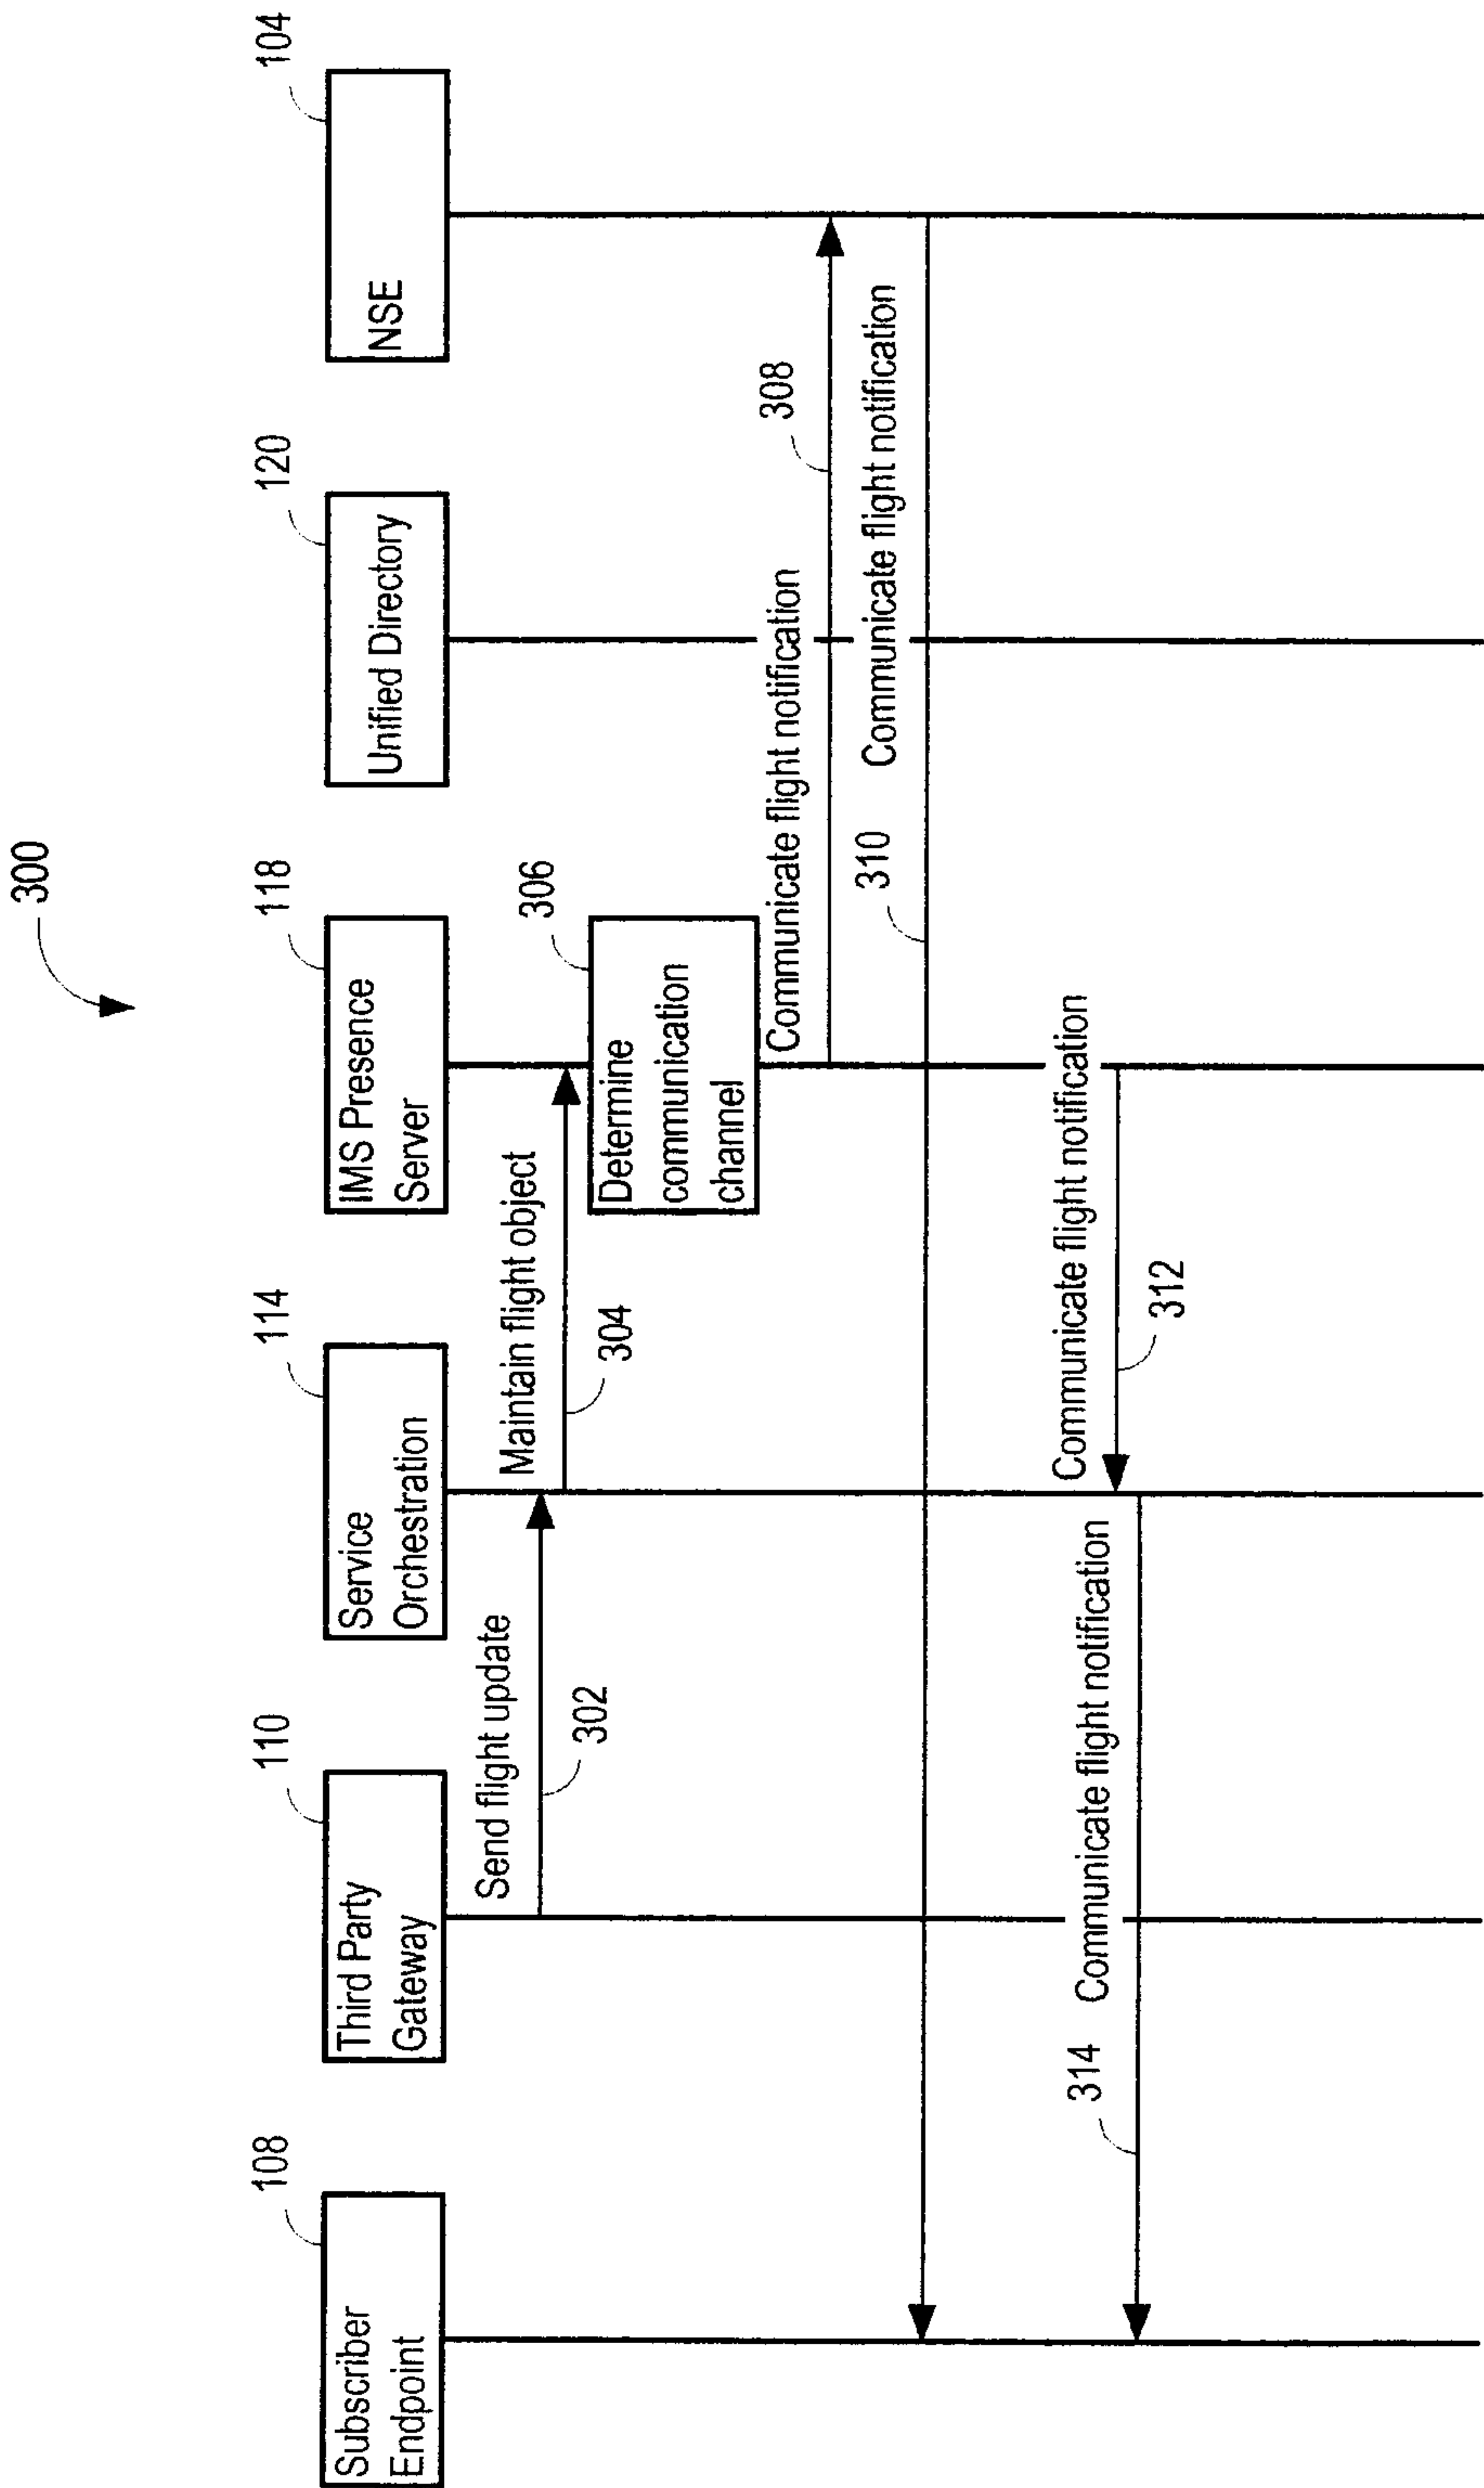 300
108
110
114
118
120
104
Subscriber
Endpoint
Third Party
Gateway
Service
Orchestration
IMS Presence
Server
Unified Directory
NSE
Send flight update
302
Maintain flight object
304
306
Determine
communication
channel
Communicate flight notification
308
310
Communicate flight notification
Communicate flight notification
312
314
Communicate flight notification